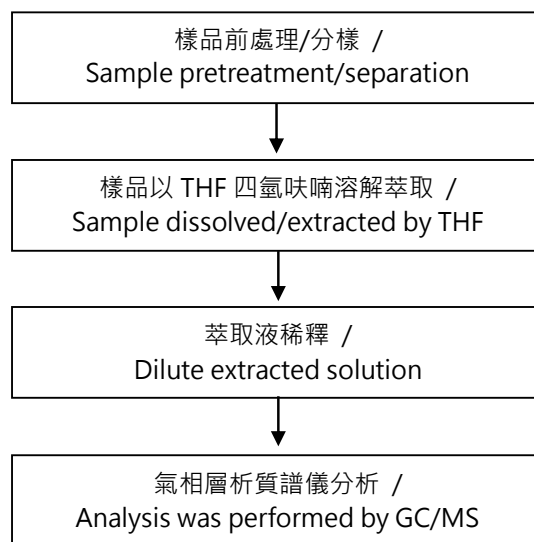 樣品前處理/分樣 /
Sample pretreatment/separation
樣品以 THF 四氫呋喃溶解萃取 /
Sample dissolved/extracted by THF
萃取液稀釋 /
Dilute extracted solution
氣相層析質譜儀分析 /
Analysis was performed by GC/MS